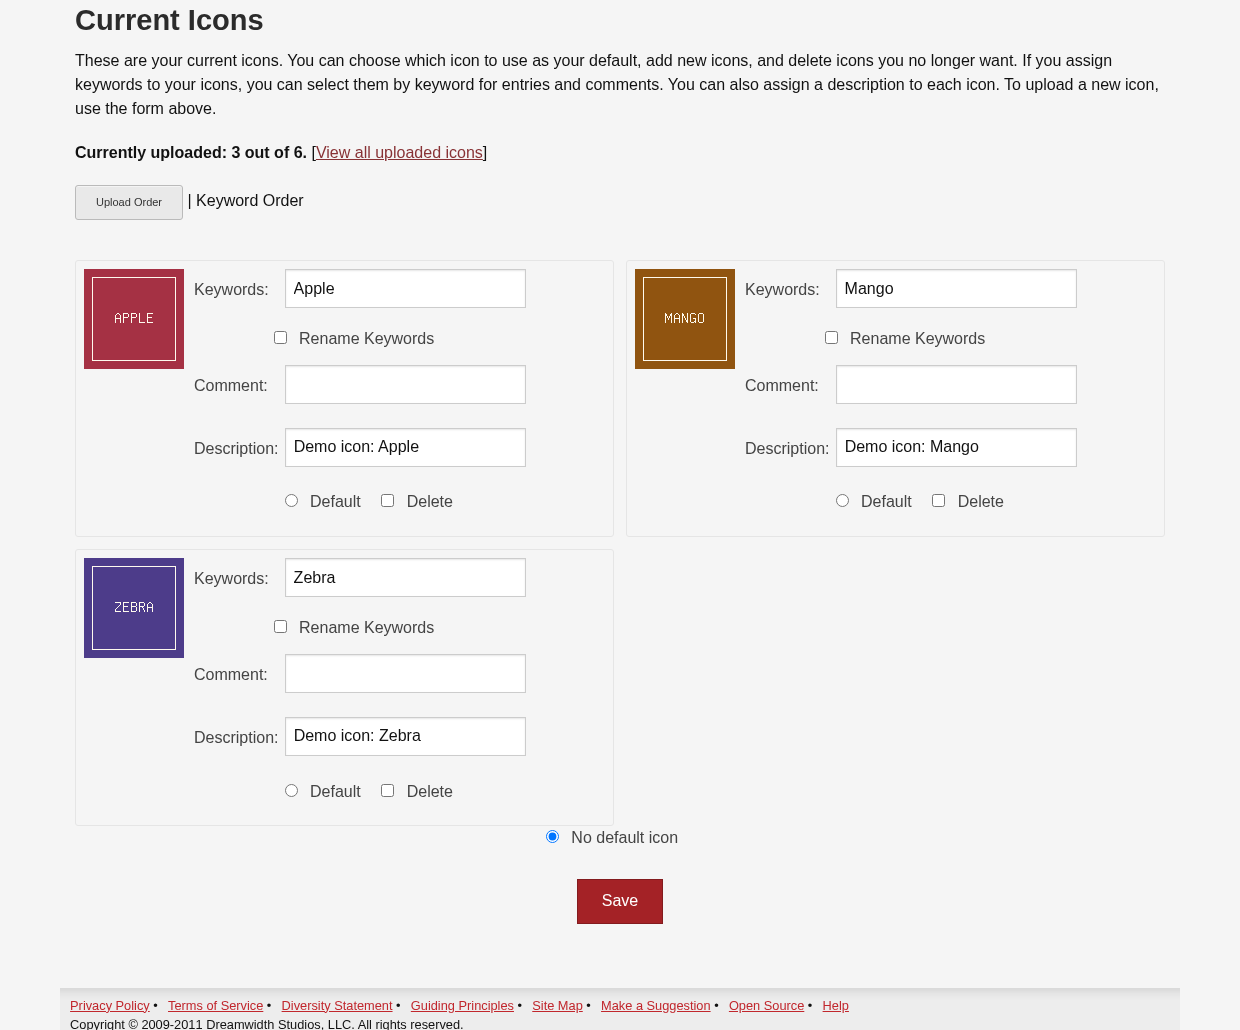 Current Icons
These are your current icons. You can choose which icon to use as your default, add new icons, and delete icons you no longer want. If you assign
keywords to your icons, you can select them by keyword for entries and comments. You can also assign a description to each icon. To upload a new icon,
use the form above.
Currently uploaded: 3 out of 6. [View all uploaded icons]
Upload Order | Keyword Order
APPLE
Keywords: Apple
Rename Keywords
Comment:
Description: Demo icon: Apple
Default Delete
MANGO
Keywords: Mango
Rename Keywords
Comment:
Description: Demo icon: Mango
Default Delete
ZEBRA
Keywords: Zebra
Rename Keywords
Comment:
Description: Demo icon: Zebra
Default Delete
No default icon
Save
Privacy Policy • Terms of Service • Diversity Statement • Guiding Principles • Site Map • Make a Suggestion • Open Source • Help
Copyright © 2009-2011 Dreamwidth Studios, LLC. All rights reserved.